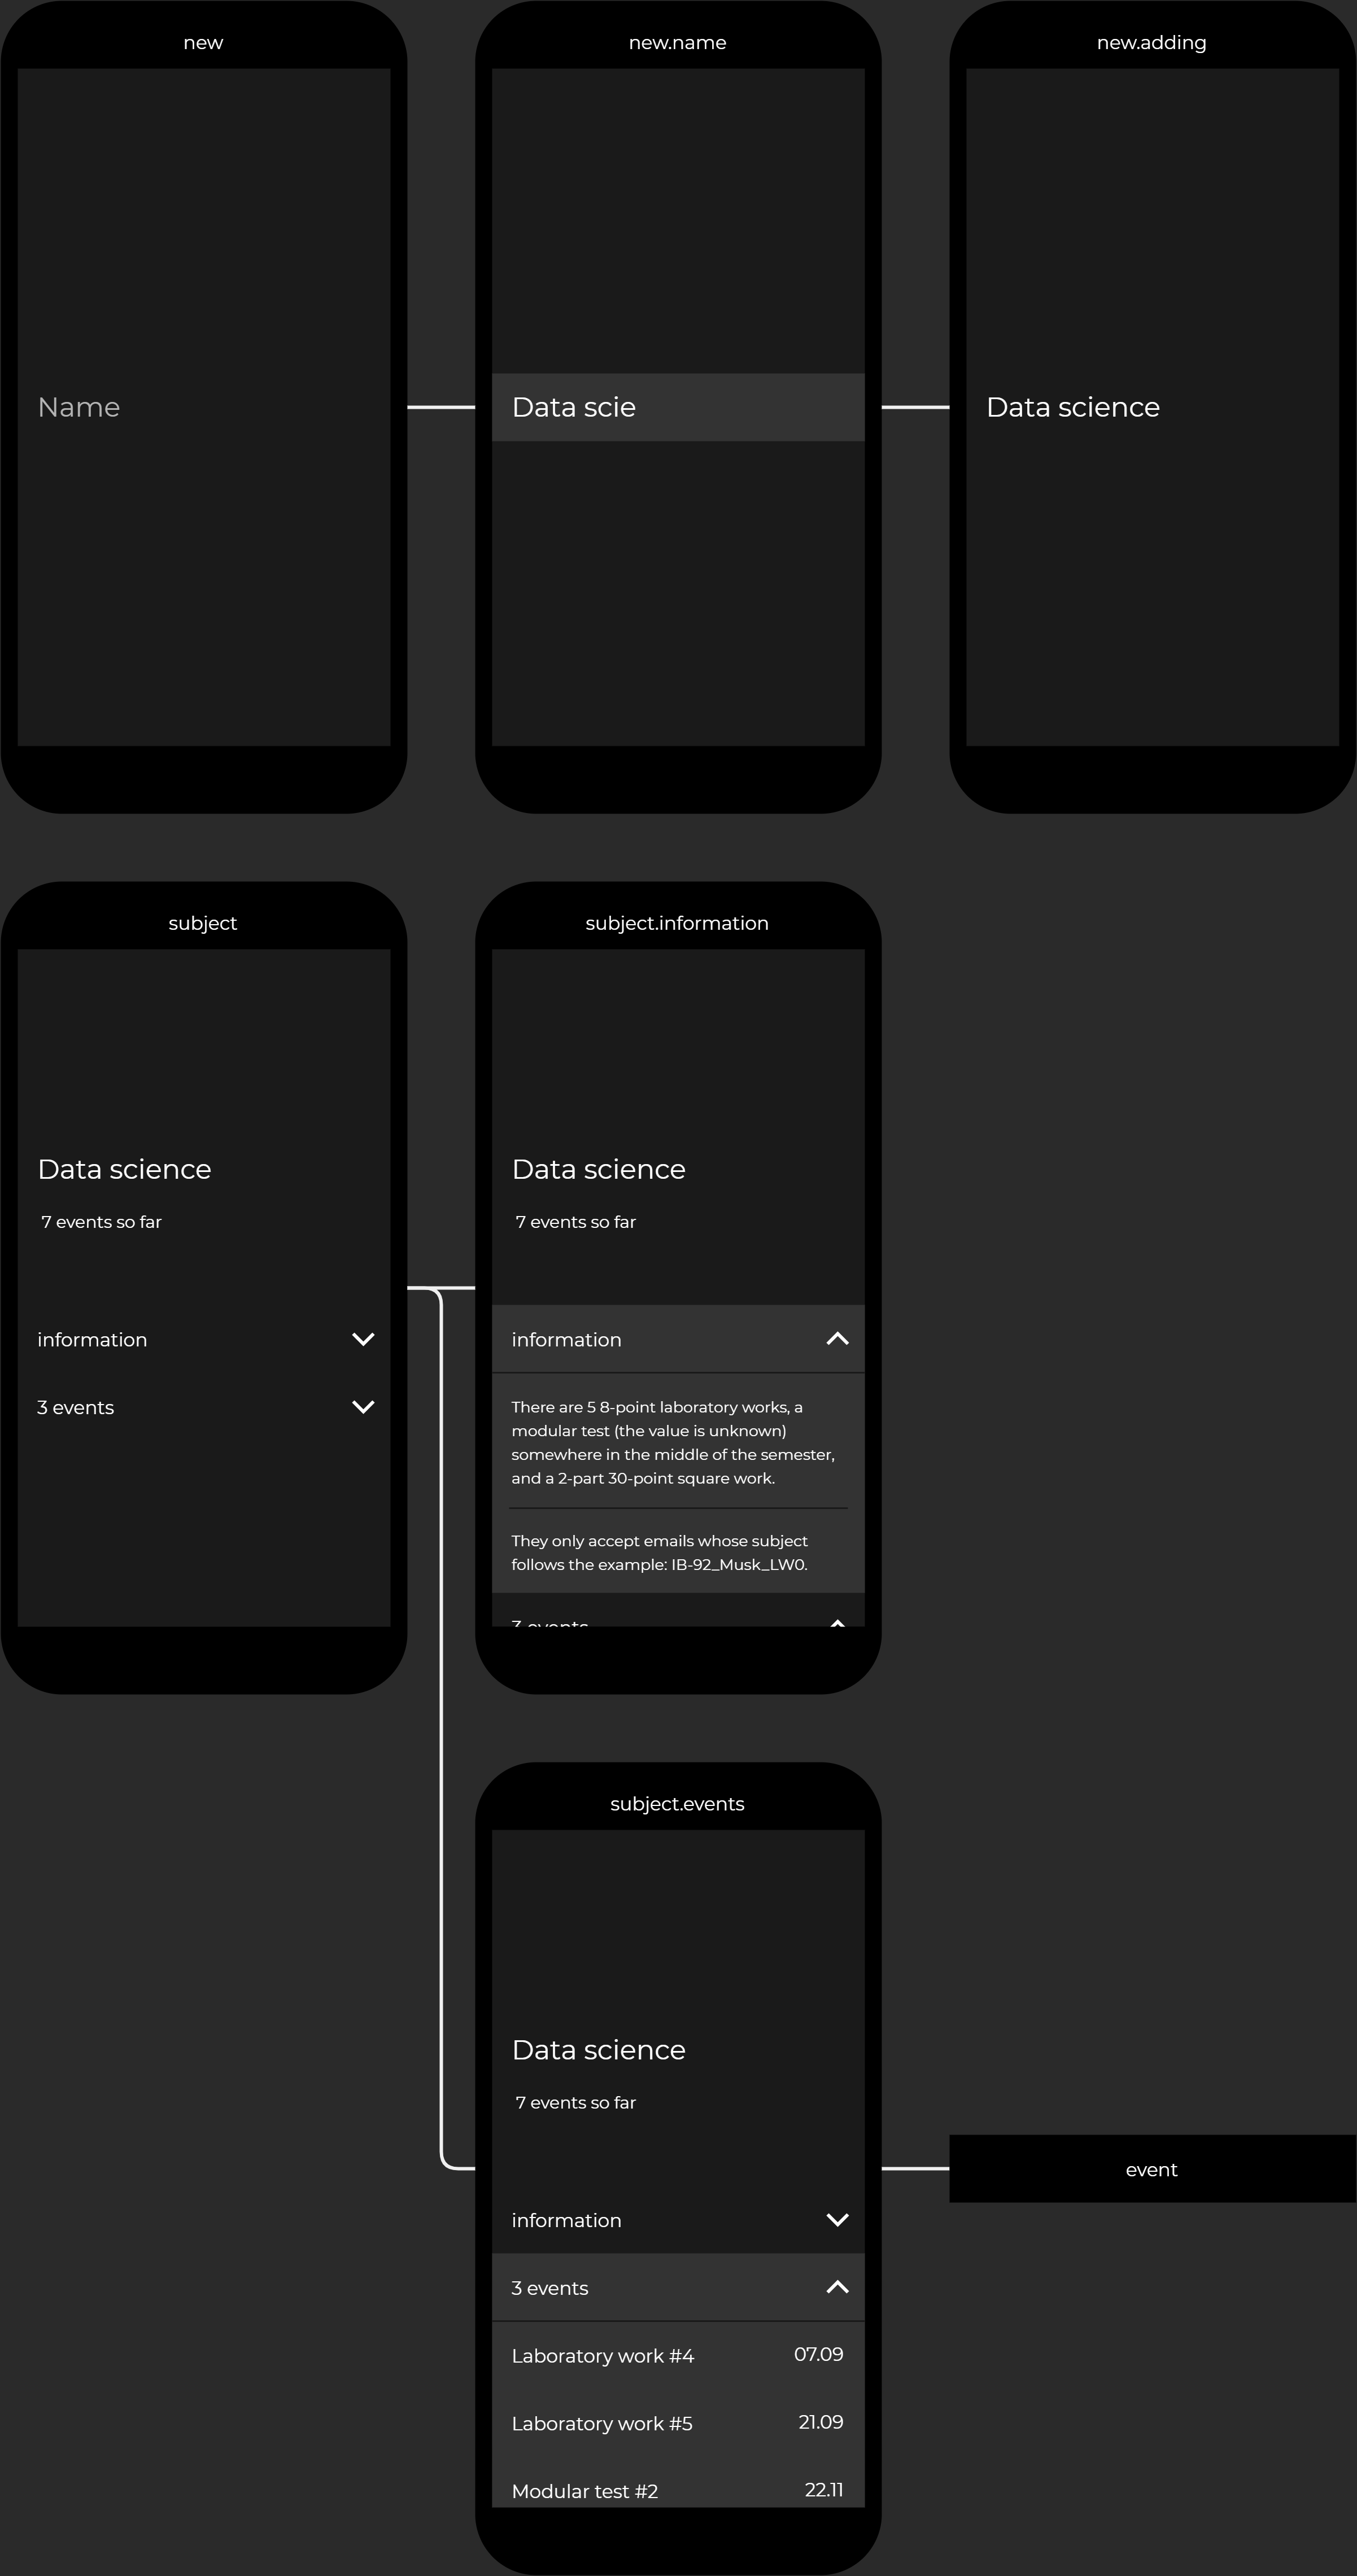 new
new.name
new.adding
Name
Data scie
Data science
subject
subject.information
Data science
7 events so far
information
3 events
Data science
7 events so far
information
There are 5 8-point laboratory works, a
modular test (the value is unknown)
somewhere in the middle of the semester,
and a 2-part 30-point square work.
They only accept emails whose subject
follows the example: IB-92_Musk_LW0.
3 events
subject.events
Data science
7 events so far
event
information
3 events
Laboratory work #4 07.09
Laboratory work #5 21.09
Modular test #2 22.11